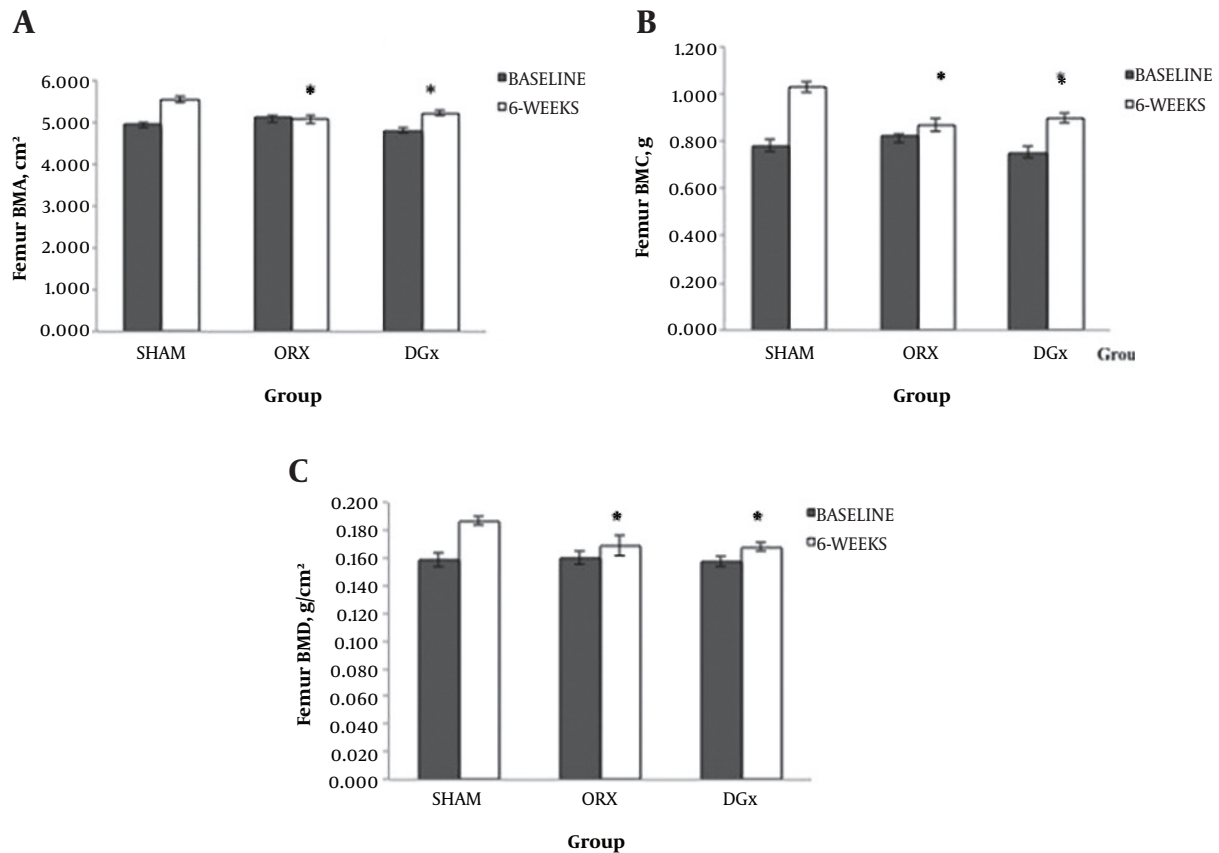 A
6.000
5.000
4.000
3.000
2.000
1.000
0.000
Femur BMA, cm²
* *
BASELINE
6-WEEKS
SHAM ORX DGx
Group
B
1.200
1.000
0.800
0.600
0.400
0.200
0.000
Femur BMC, g
* *
*
BASELINE
6-WEEKS
SHAM ORX DGx Grou
Group
C
0.200
0.180
0.160
0.140
0.120
0.100
0.080
0.060
0.040
0.020
0.000
Femur BMD, g/cm²
* *
BASELINE
6-WEEKS
SHAM ORX DGx
Group